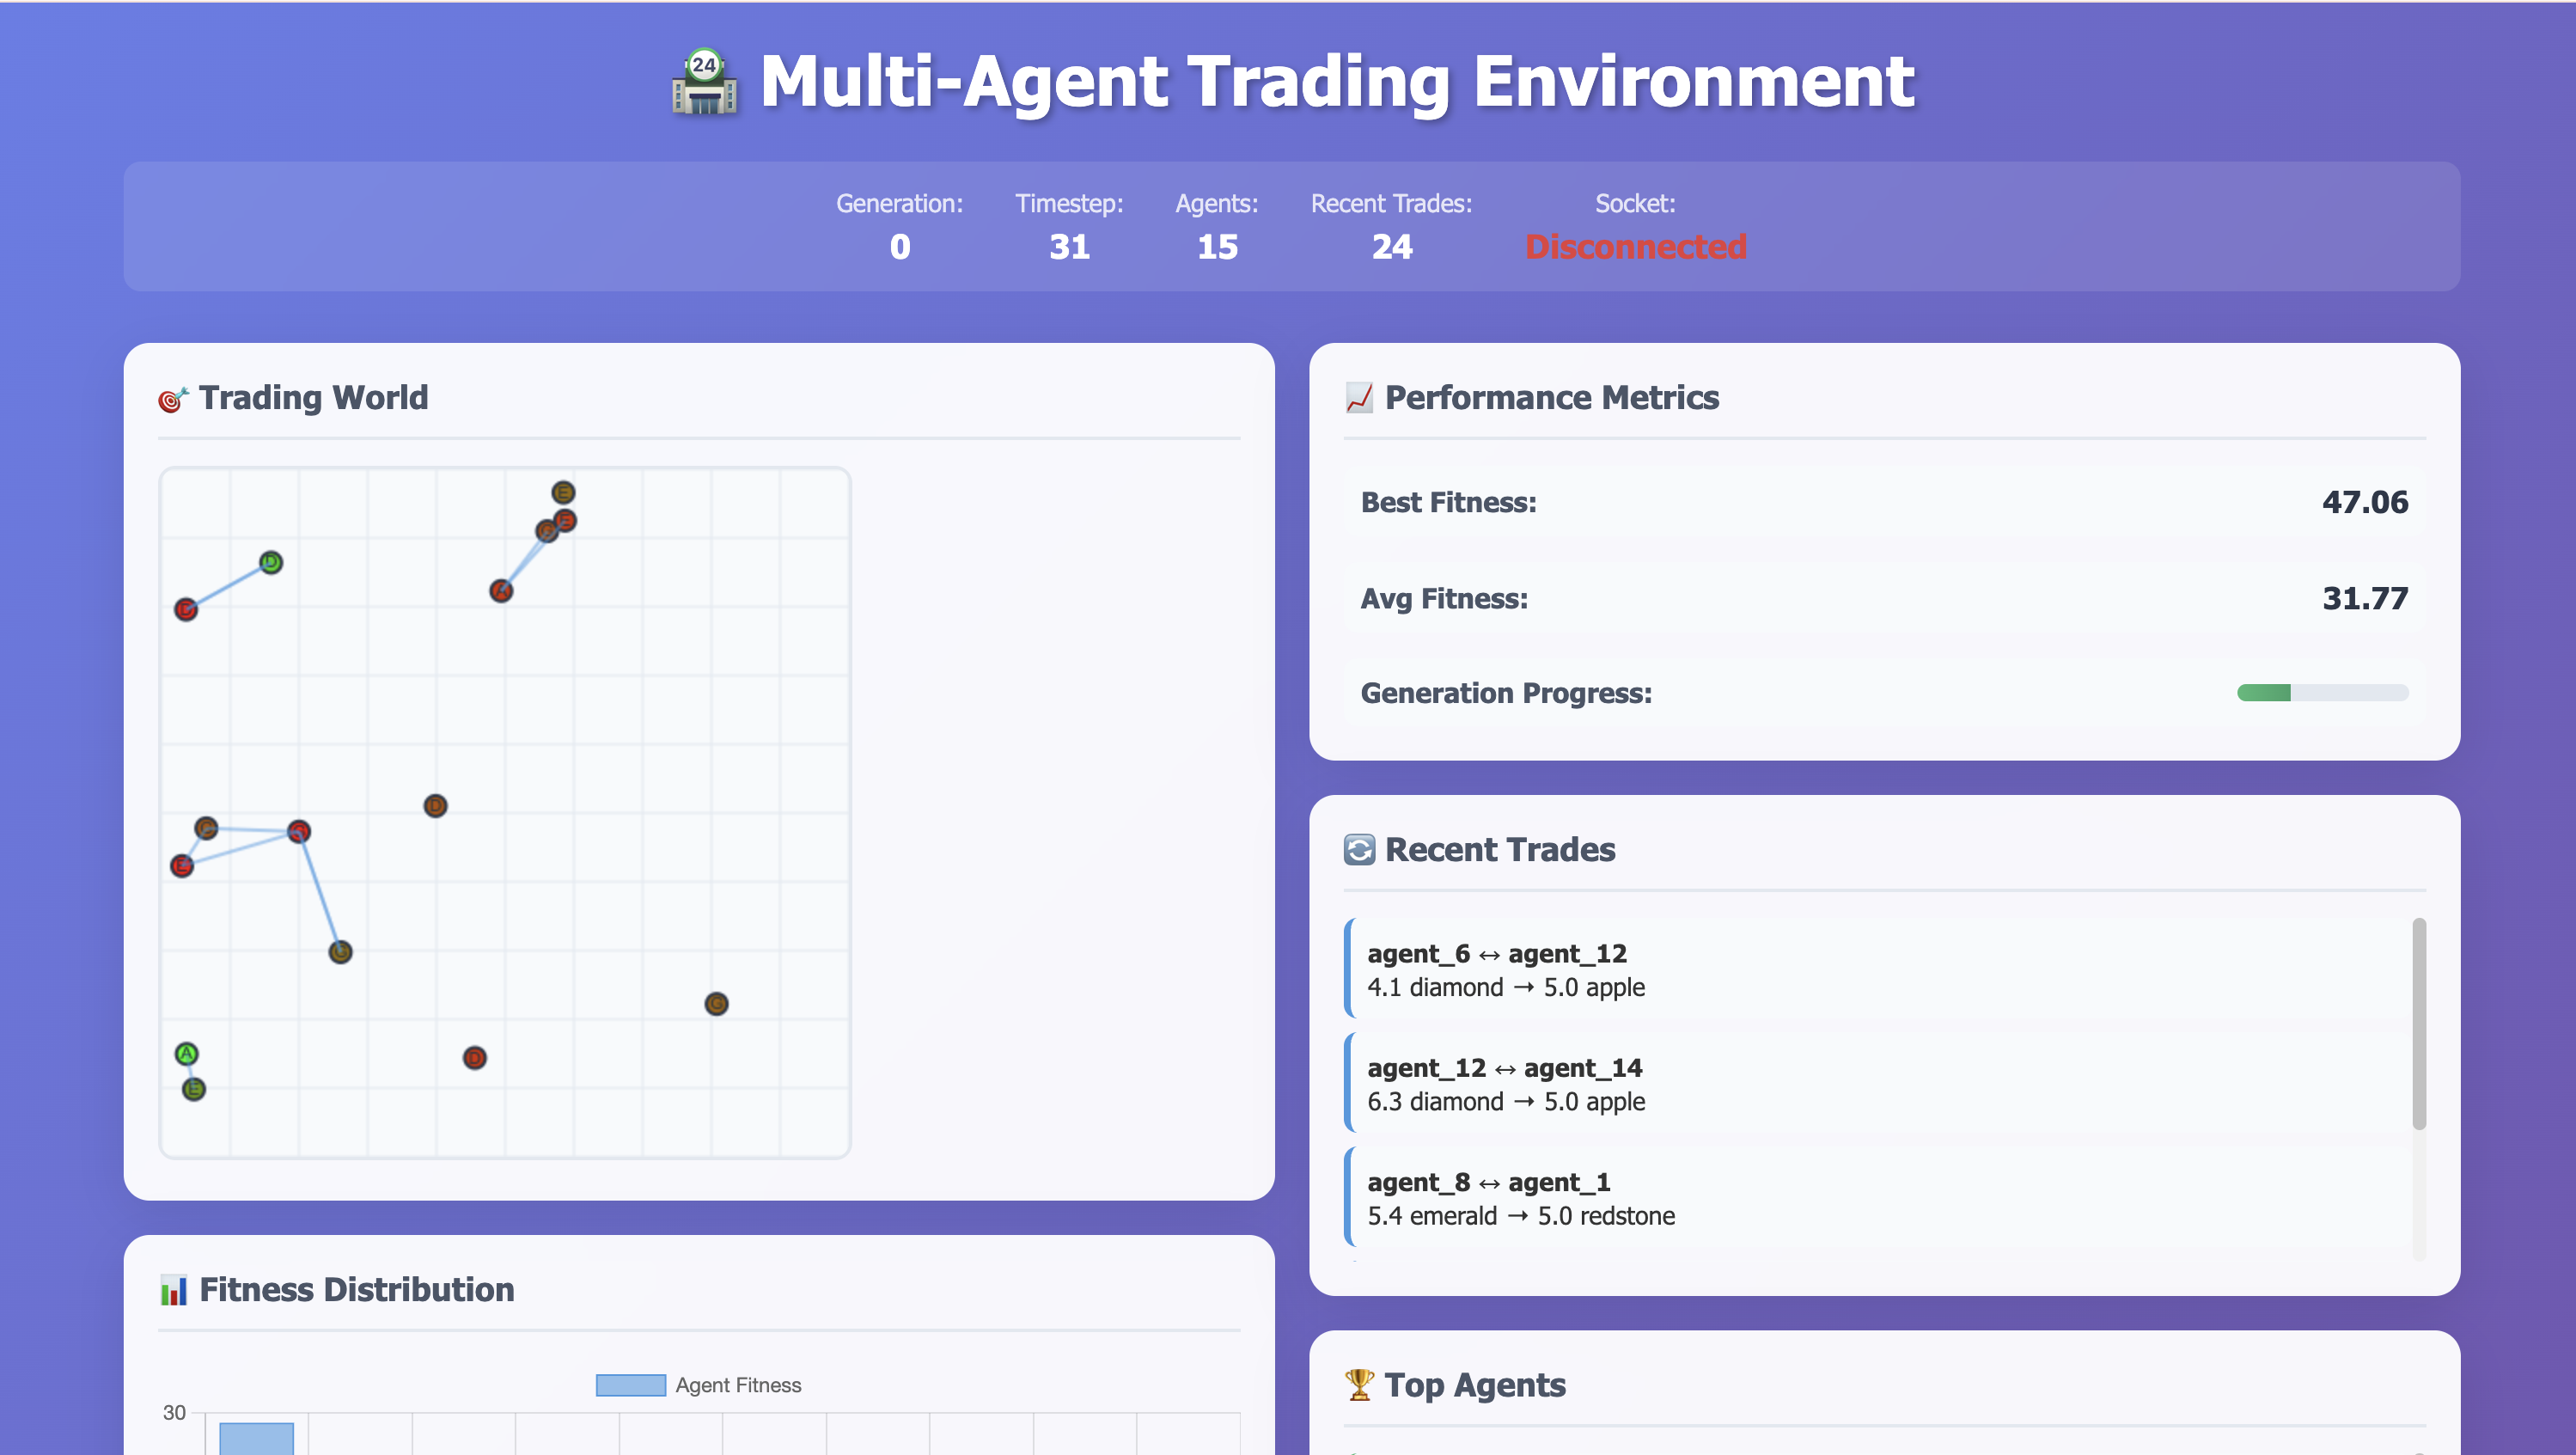 24
Multi-Agent Trading Environment
Generation:
0
Timestep:
31
Agents:
15
Recent Trades:
24
Socket:
Disconnected
Trading World
E
E
D
A
D
E
D
A
E
D
G
Performance Metrics
Best Fitness:
47.06
Avg Fitness:
31.77
Generation Progress:
Recent Trades
agent_6 ↔ agent_12
4.1 diamond → 5.0 apple
agent_12 ↔ agent_14
6.3 diamond → 5.0 apple
agent_8 ↔ agent_1
5.4 emerald → 5.0 redstone
Fitness Distribution
Agent Fitness
30
Top Agents